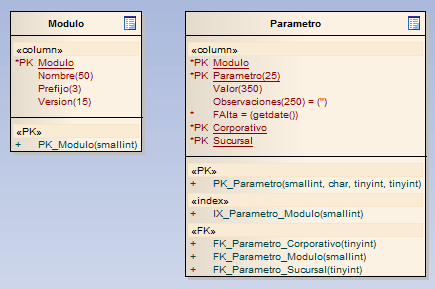 Modulo
«column»
*PK Modulo
Nombre(50)
Prefijo(3)
Version(15)
«PK»
+ PK_Modulo(smallint)
Parametro
«column»
*PK Modulo
*PK Parametro(25)
Valor(350)
Observaciones(250) = ('')
* FAlta = (getdate())
*PK Corporativo
*PK Sucursal
«PK»
+ PK_Parametro(smallint, char, tinyint, tinyint)
«index»
+ IX_Parametro_Modulo(smallint)
«FK»
+ FK_Parametro_Corporativo(tinyint)
+ FK_Parametro_Modulo(smallint)
+ FK_Parametro_Sucursal(tinyint)